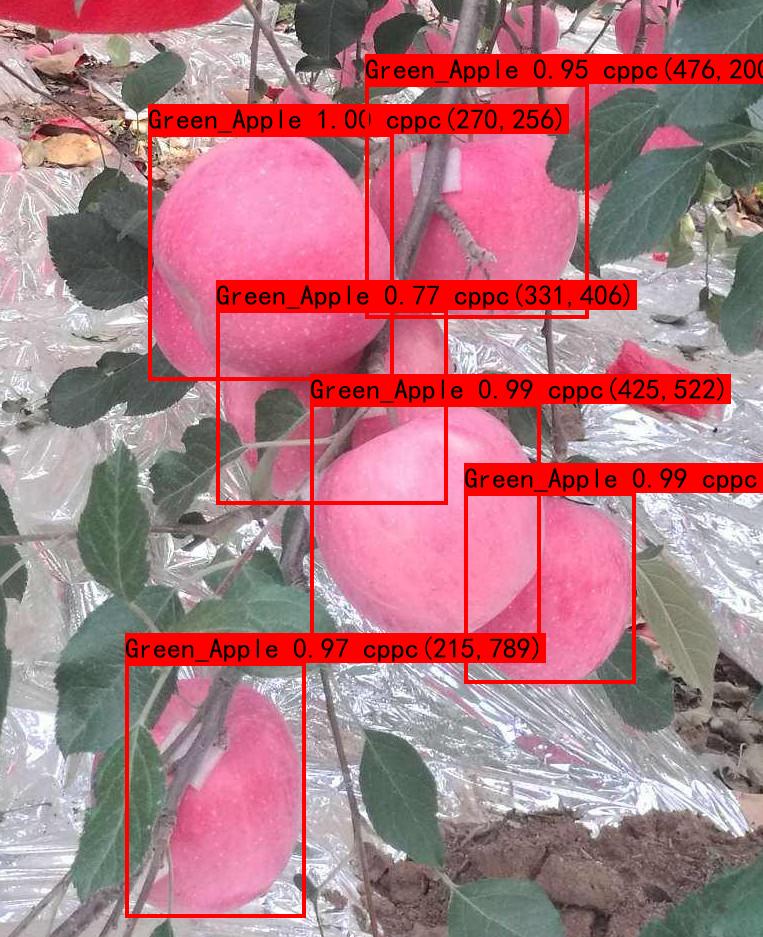 Green_Apple 0.95 cppc(476,200
Green_Apple 1.00 cppc(270,256)
Green_Apple 0.77 cppc(331,406)
Green_Apple 0.99 cppc(425,522)
Green_Apple 0.99 cppc
Green_Apple 0.97 cppc(215,789)